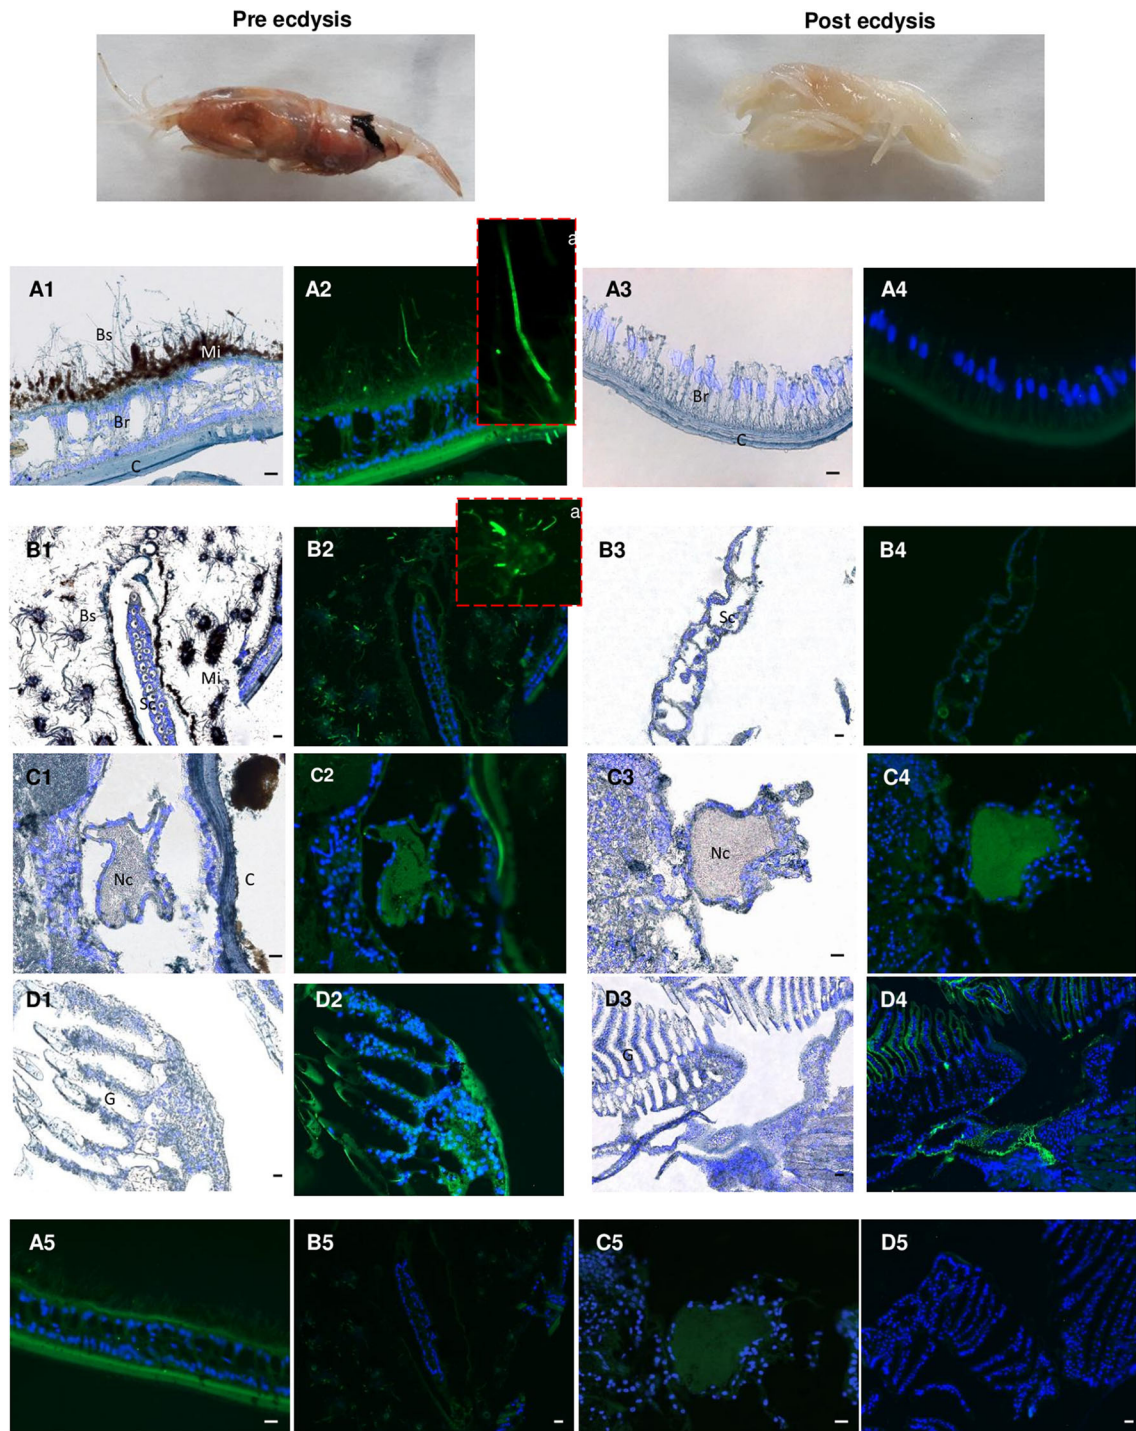 Pre ecdysis
Post ecdysis
a
A1
A2
A3
A4
Bs
Mi
Br
Br
C
C
a
B1
B2
B3
B4
Bs
Sc
Mi
Sc
C1
C2
C3
C4
Nc
C
Nc
D1
D2
D3
D4
G
G
A5
B5
C5
D5